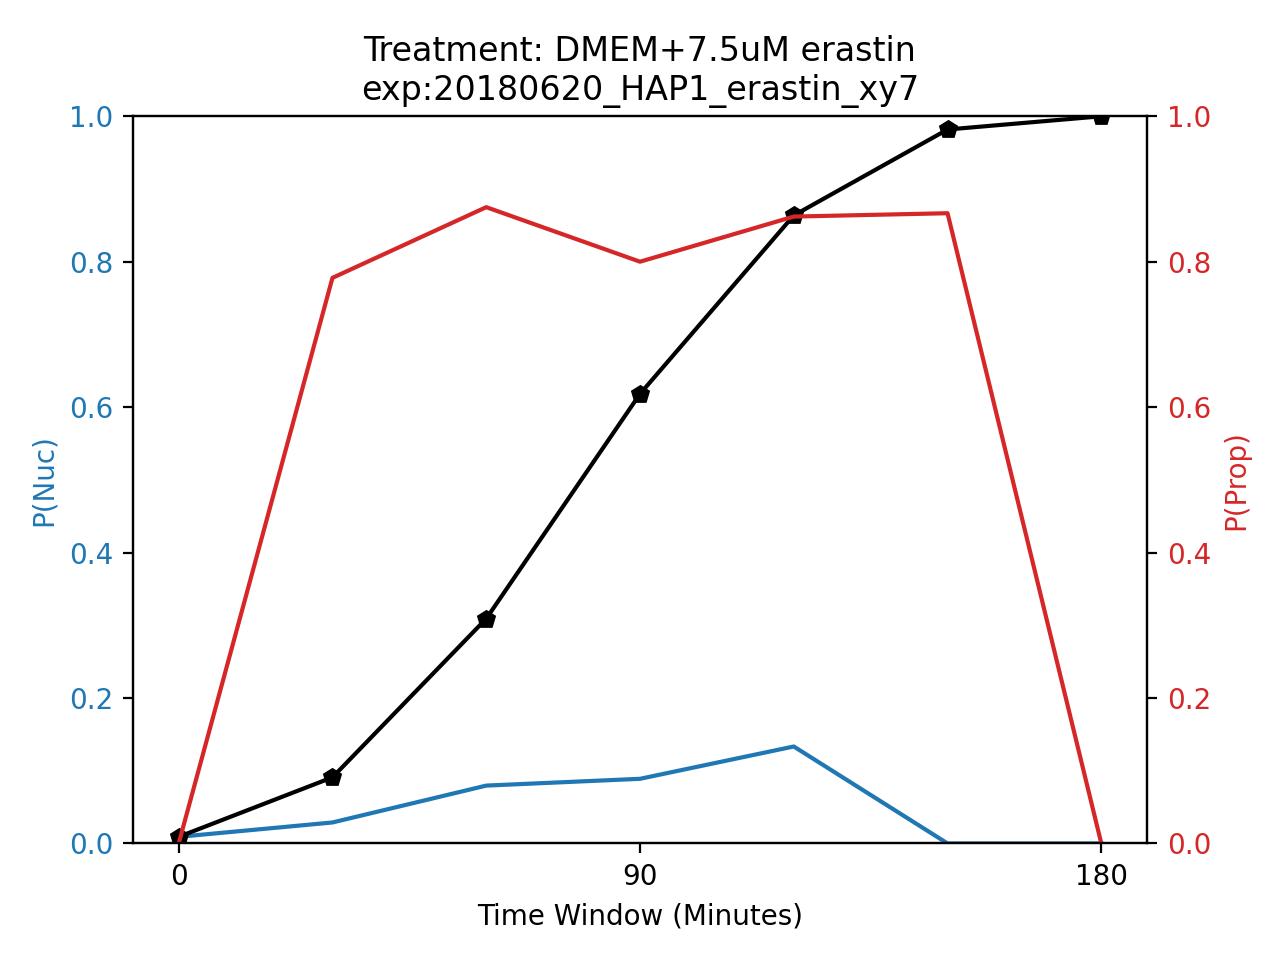 Treatment: DMEM+7.5uM erastin
exp:20180620_HAP1_erastin_xy7
1.0
0.8
0.6
0.4
0.2
0.0
P(Nuc)
1.0
0.8
0.6
0.4
0.2
0.0
P(Prop)
0 90 180
Time Window (Minutes)